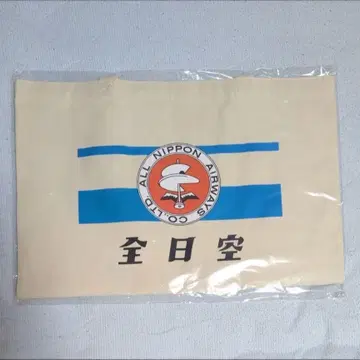 ALL NIPPON AIRWAYS CO.LTD.
全日空